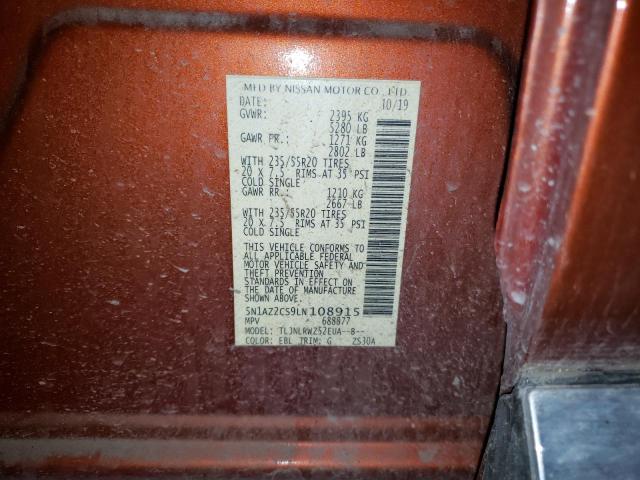 MFD BY NISSAN MOTOR CO., LTD.
DATE: 10/19
GVWR: 2395 KG
5280 LB
GAWR FR.: 1271 KG
2802 LB
WITH 235/55R20 TIRES
20 X 7.5 RIMS AT 35 PSI
COLD SINGLE
GAWR RR.: 1210 KG
2667 LB
WITH 235/55R20 TIRES
20 X 7.5 RIMS AT 35 PSI
COLD SINGLE
THIS VEHICLE CONFORMS TO
ALL APPLICABLE FEDERAL
MOTOR VEHICLE SAFETY AND
THEFT PREVENTION
STANDARDS IN EFFECT ON
THE DATE OF MANUFACTURE
SHOWN ABOVE.
5N1AZ2CS9LN108915
MPV 688877
MODEL: TLJNLRWZ52EUA--B--
COLOR: EBL TRIM: G ZS30A